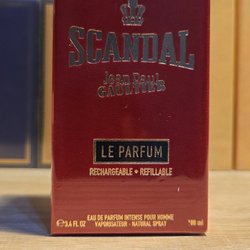 SCANDAL
Jean Paul
GAULTIER
LE PARFUM
RECHARGEABLE • REFILLABLE
EAU DE PARFUM INTENSE POUR HOMME
℮3.4 FL. OZ. VAPORISATEUR - NATURAL SPRAY 100 ml